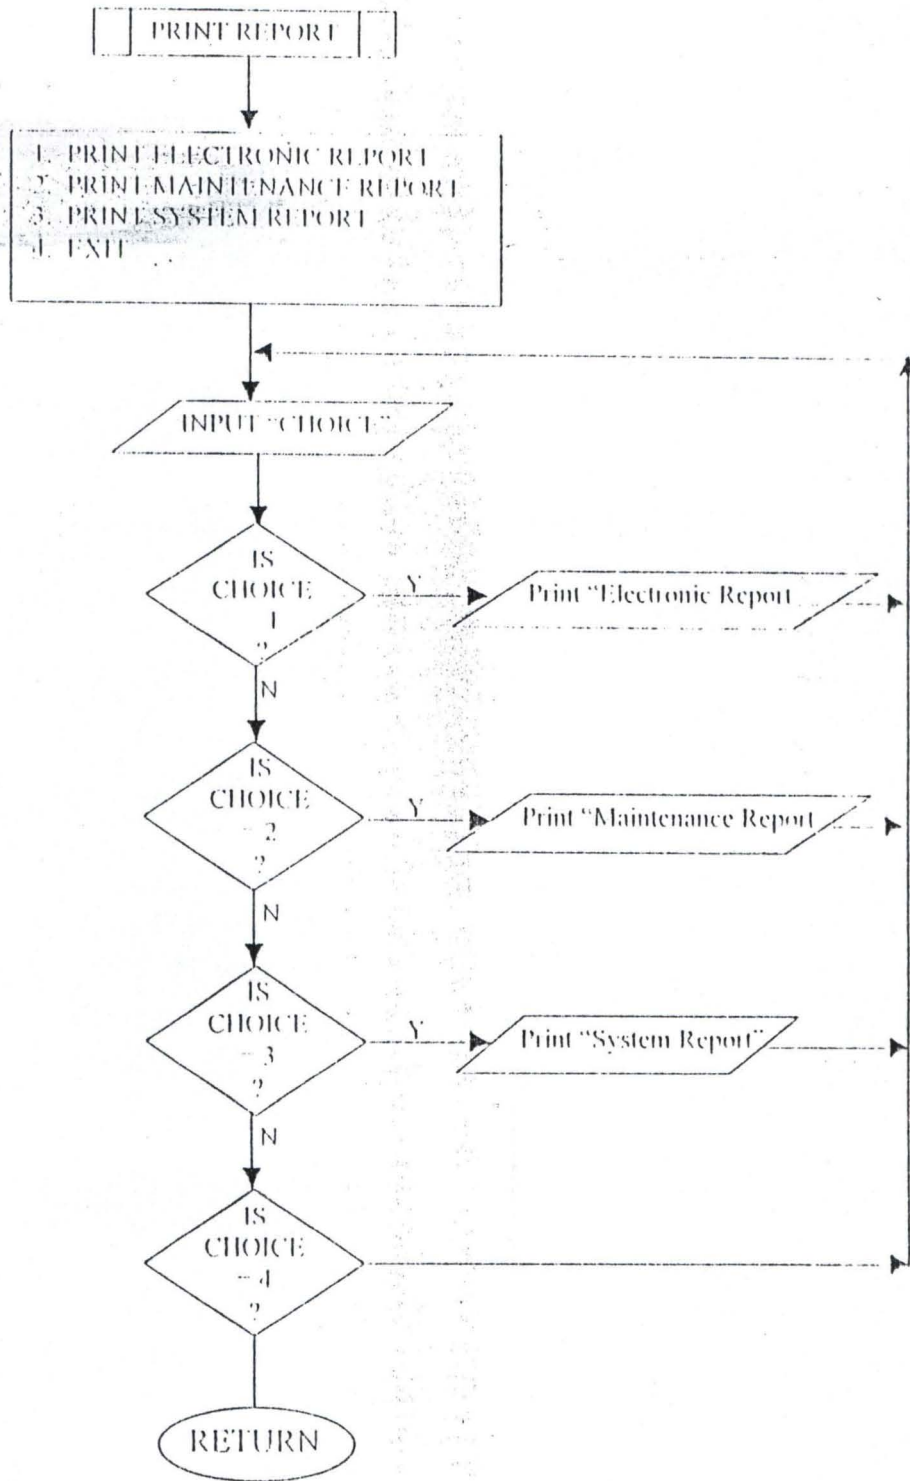 PRINT REPORT
1. PRINT ELECTRONIC REPORT
2. PRINT MAINTENANCE REPORT
3. PRINT SYSTEM REPORT
4. EXIT
INPUT "CHOICE"
IS
CHOICE
1
?
Y
Print "Electronic Report
N
IS
CHOICE
= 2
?
Y
Print "Maintenance Report
N
IS
CHOICE
= 3
?
Y
Print "System Report"
N
IS
CHOICE
= 4
?
RETURN